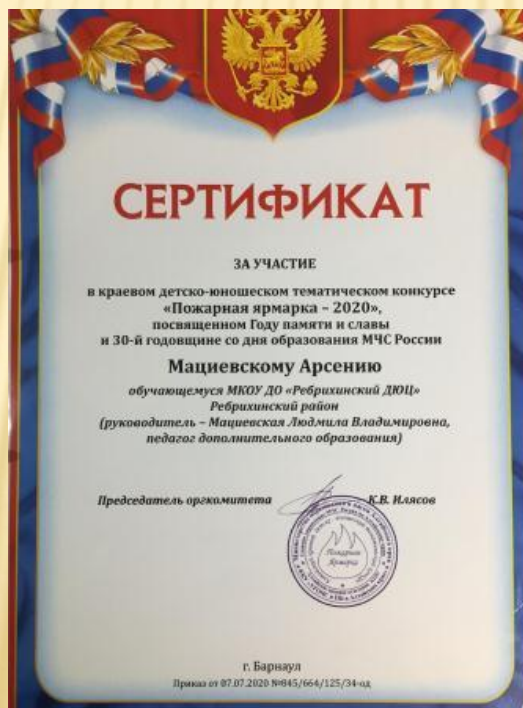 СЕРТИФИКАТ
ЗА УЧАСТИЕ
в краевом детско-юношеском тематическом конкурсе
«Пожарная ярмарка – 2020»,
посвященном Году памяти и славы
и 30-й годовщине со дня образования МЧС России
Мациевскому Арсению
обучающемуся МКОУ ДО «Ребрихинский ДЮЦ»
Ребрихинский район
(руководитель – Мациевская Людмила Владимировна,
педагог дополнительного образования)
Председатель оргкомитета К.В. Илясов
Пожарная
Ярмарка
г. Барнаул
Приказ от 07.07.2020 №845/664/125/34-од